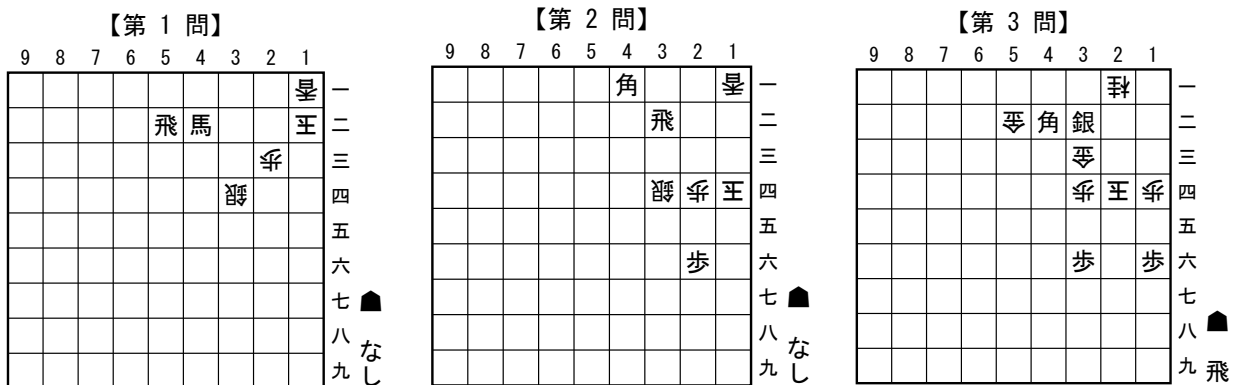 【第 1 問】
9 8 7 6 5 4 3 2 1
香 一
飛 馬 王 二
歩 三
銀 四
五
六
七
八
九
なし
【第 2 問】
9 8 7 6 5 4 3 2 1
角 香 一
飛 二
三
銀 歩 王 四
五
歩 六
七
八
九
なし
【第 3 問】
9 8 7 6 5 4 3 2 1
桂 一
金 角 銀 二
金 三
歩 王 歩 四
五
歩 歩 六
七
八
九
飛